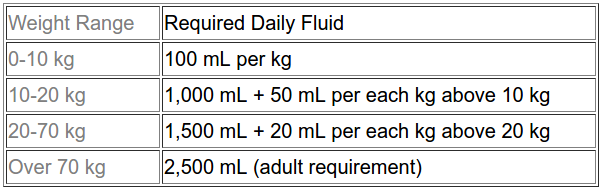 Weight Range Required Daily Fluid
0-10 kg 100 mL per kg
10-20 kg 1,000 mL + 50 mL per each kg above 10 kg
20-70 kg 1,500 mL + 20 mL per each kg above 20 kg
Over 70 kg 2,500 mL (adult requirement)